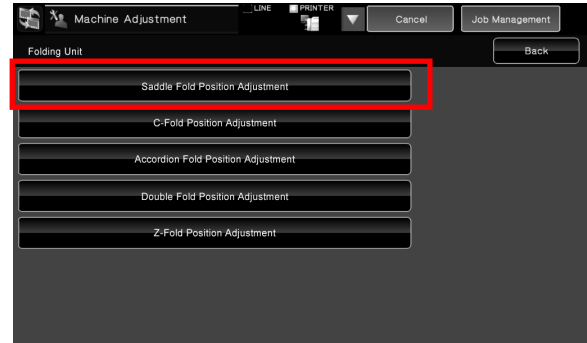 LINE PRINTER
Machine Adjustment Cancel Job Management
Folding Unit Back
Saddle Fold Position Adjustment
C-Fold Position Adjustment
Accordion Fold Position Adjustment
Double Fold Position Adjustment
Z-Fold Position Adjustment